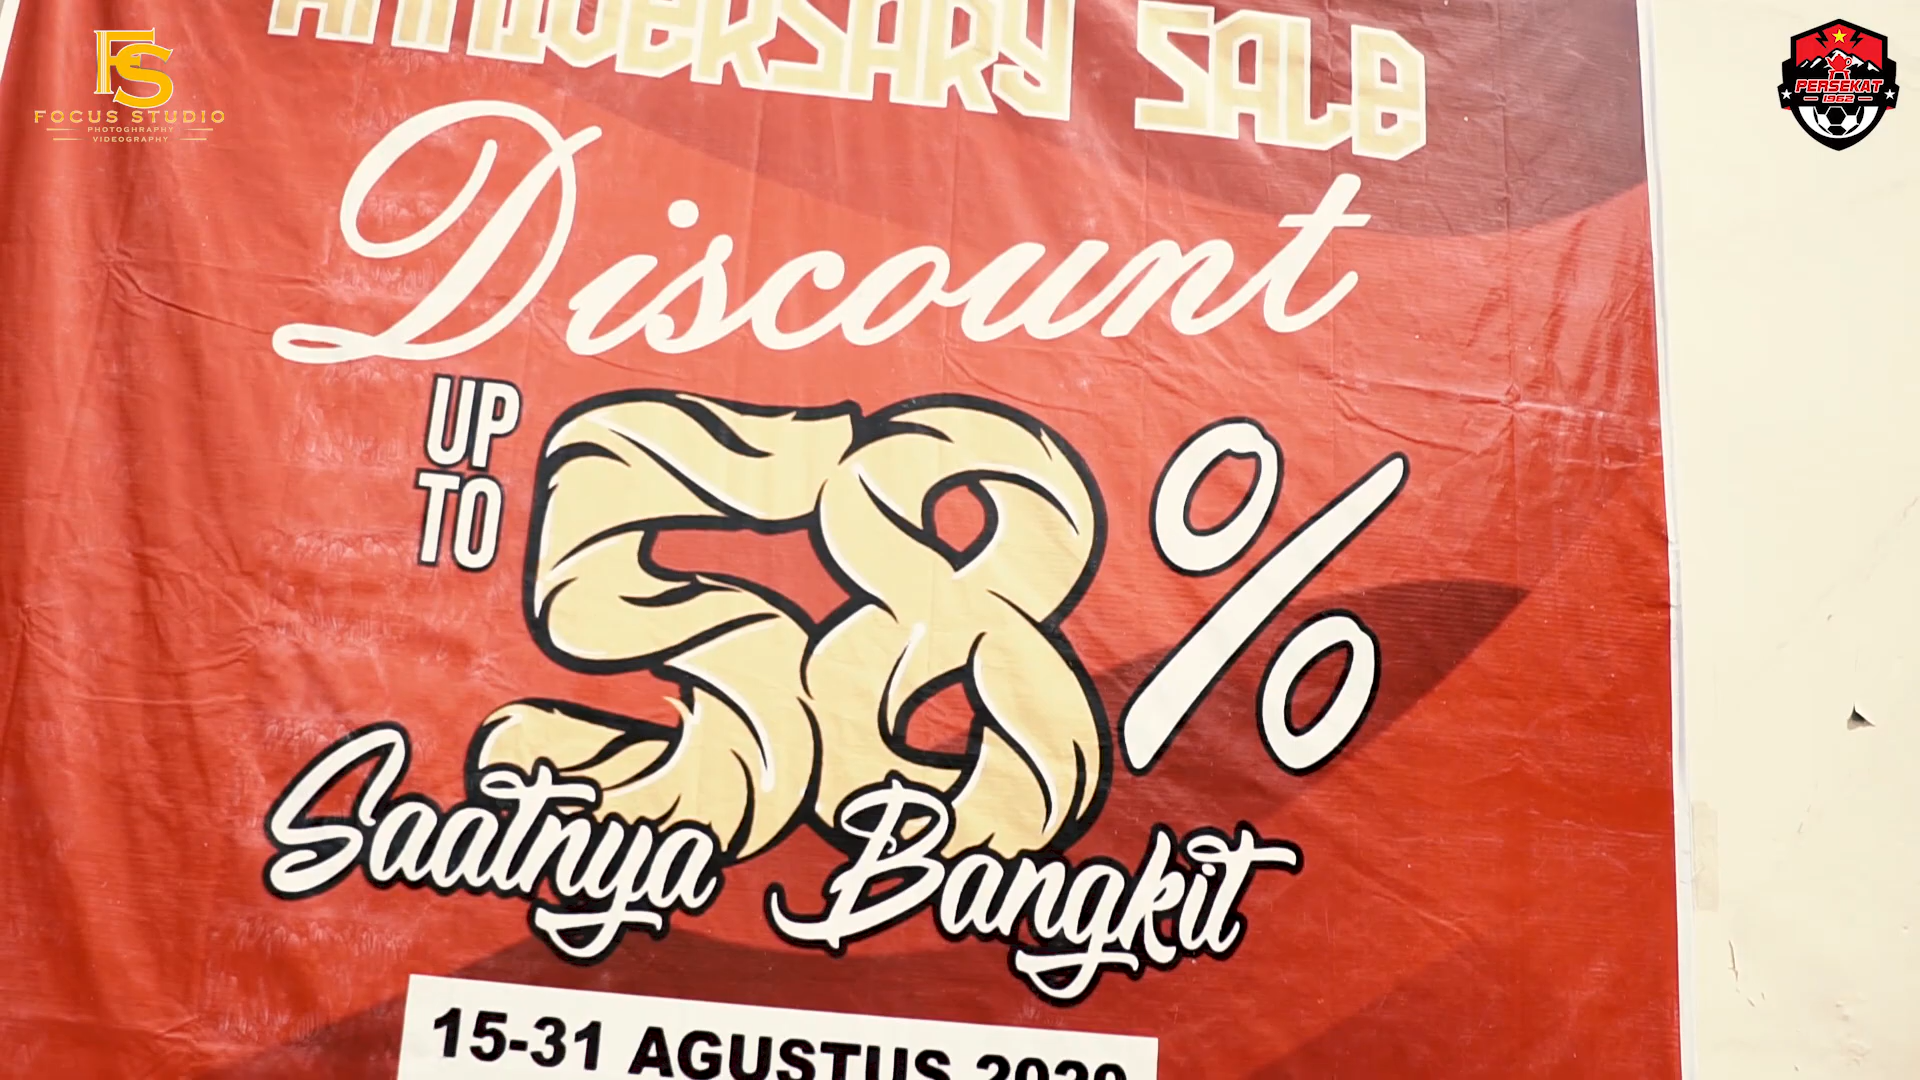 FS
FOCUS STUDIO
PHOTOGHRAPHY
VIDEOGRAPHY
PERSEKAT
1962
ANNIVERSARY SALE
Discount
UP
TO
58%
Saatnya Bangkit
15-31 AGUSTUS 2020